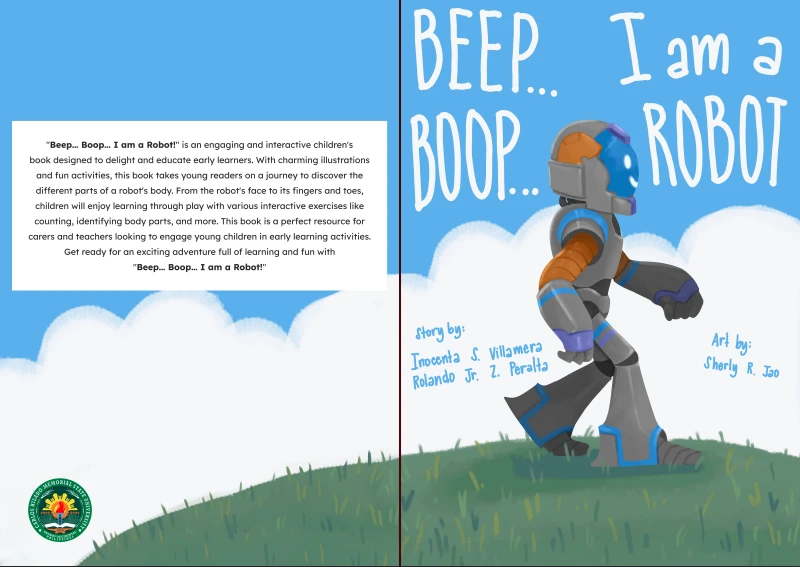 "Beep... Boop... I am a Robot!" is an engaging and interactive children's
book designed to delight and educate early learners. With charming illustrations
and fun activities, this book takes young readers on a journey to discover the
different parts of a robot's body. From the robot's face to its fingers and toes,
children will enjoy learning through play with various interactive exercises like
counting, identifying body parts, and more. This book is a perfect resource for
carers and teachers looking to engage young children in early learning activities.
Get ready for an exciting adventure full of learning and fun with
"Beep... Boop... I am a Robot!"
CARLOS HILADO MEMORIAL STATE UNIVERSITY
BEEP...
BOOP...
I am a
ROBOT
Story by:
Inocenta S. Villamera
Rolando Jr. Z. Peralta
Art by:
Sherly R. Jao